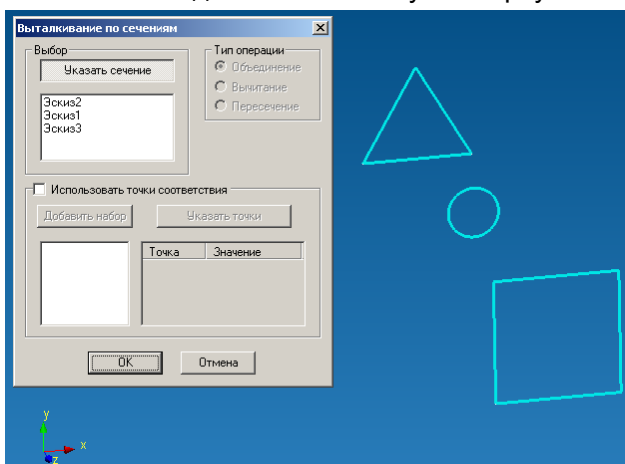 Выталкивание по сечениям
Выбор
Указать сечение
Эскиз2
Эскиз1
Эскиз3
Тип операции
Объединение
Вычитание
Пересечение
Использовать точки соответствия
Добавить набор
Указать точки
Точка Значение
OK
Отмена
y
x
z